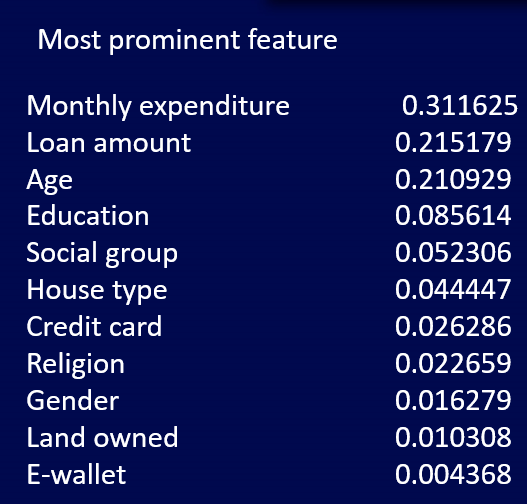 Most prominent feature
Monthly expenditure 0.311625
Loan amount 0.215179
Age 0.210929
Education 0.085614
Social group 0.052306
House type 0.044447
Credit card 0.026286
Religion 0.022659
Gender 0.016279
Land owned 0.010308
E-wallet 0.004368